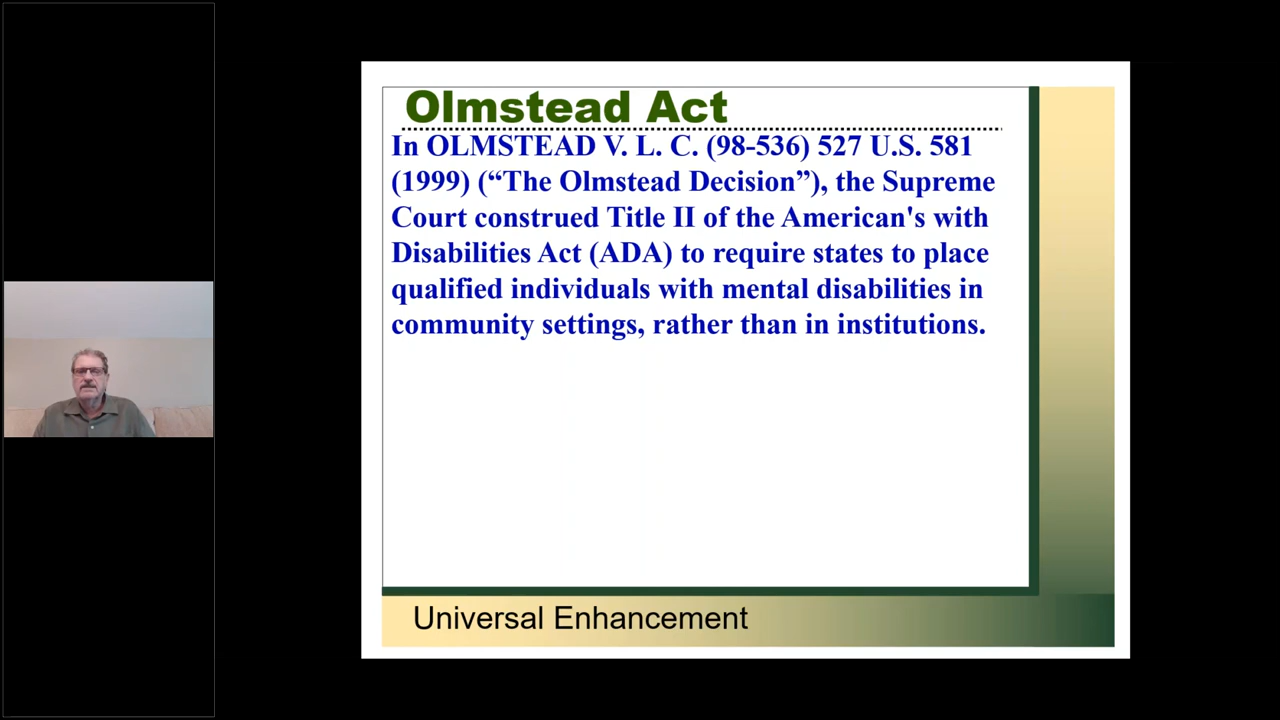 Olmstead Act
In OLMSTEAD V. L. C. (98-536) 527 U.S. 581
(1999) (“The Olmstead Decision”), the Supreme
Court construed Title II of the American's with
Disabilities Act (ADA) to require states to place
qualified individuals with mental disabilities in
community settings, rather than in institutions.
Universal Enhancement